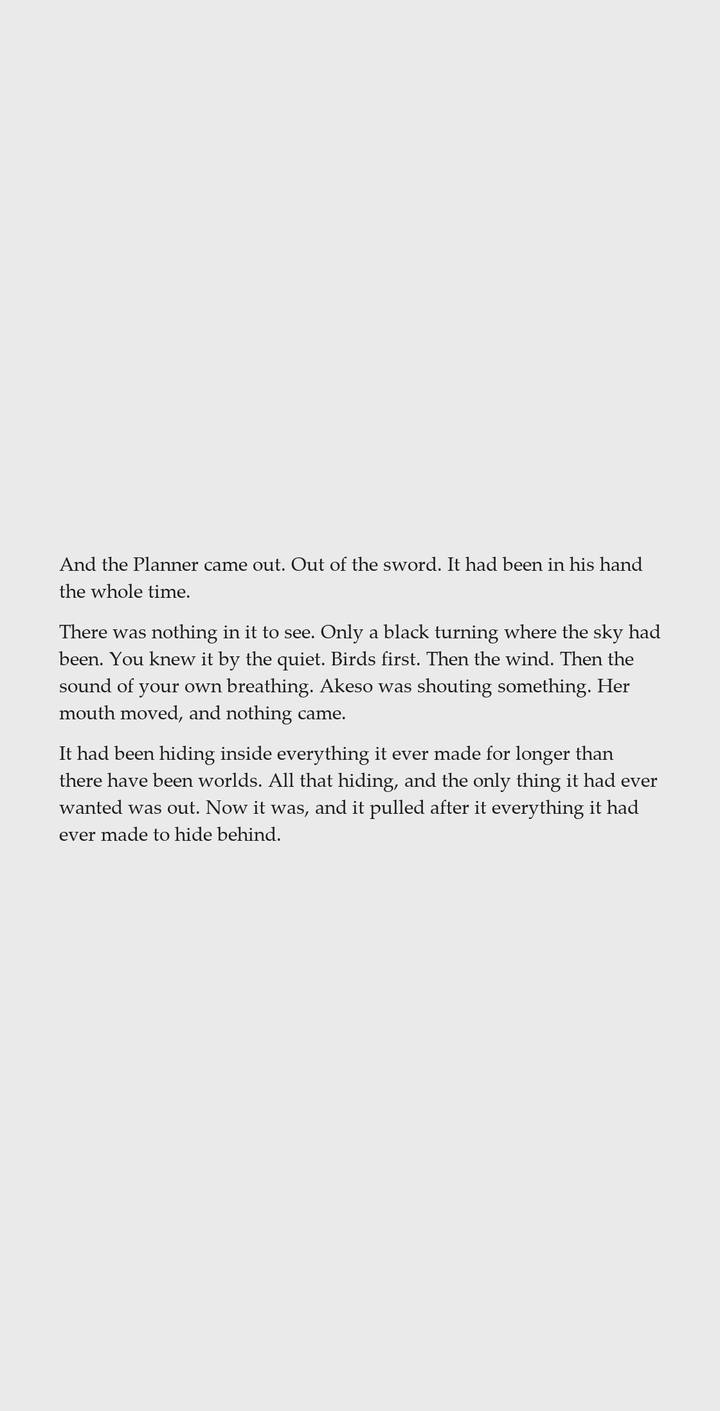 And the Planner came out. Out of the sword. It had been in his hand
the whole time.
There was nothing in it to see. Only a black turning where the sky had
been. You knew it by the quiet. Birds first. Then the wind. Then the
sound of your own breathing. Akeso was shouting something. Her
mouth moved, and nothing came.
It had been hiding inside everything it ever made for longer than
there have been worlds. All that hiding, and the only thing it had ever
wanted was out. Now it was, and it pulled after it everything it had
ever made to hide behind.